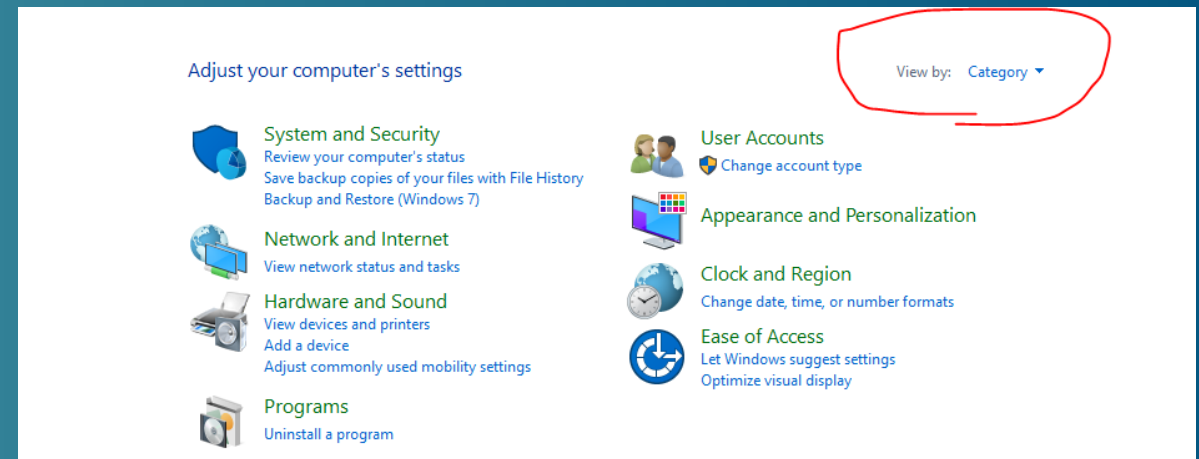 Adjust your computer's settings
View by: Category
System and Security
Review your computer's status
Save backup copies of your files with File History
Backup and Restore (Windows 7)
Network and Internet
View network status and tasks
Hardware and Sound
View devices and printers
Add a device
Adjust commonly used mobility settings
Programs
Uninstall a program
User Accounts
Change account type
Appearance and Personalization
Clock and Region
Change date, time, or number formats
Ease of Access
Let Windows suggest settings
Optimize visual display